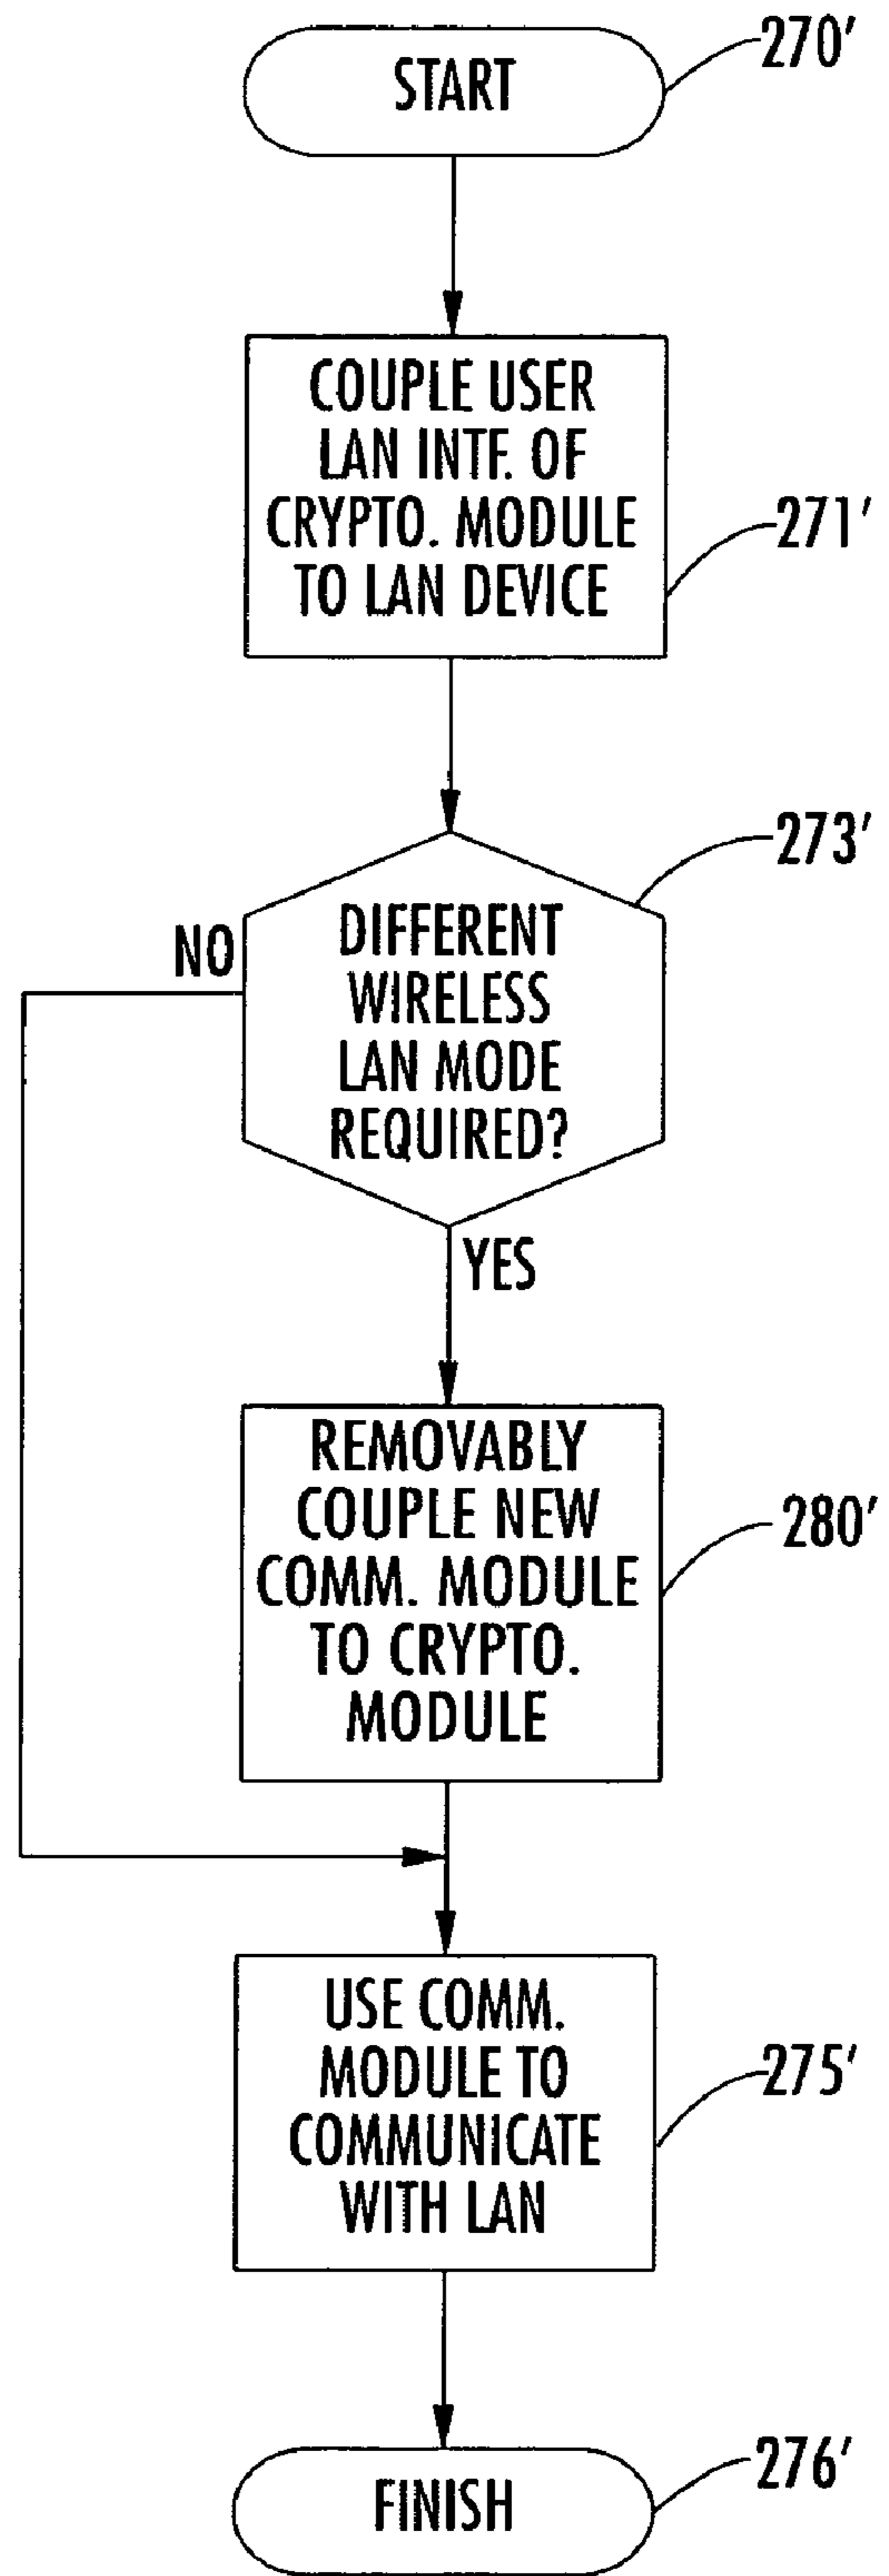 START
270'
COUPLE USER
LAN INTF. OF
CRYPTO. MODULE
TO LAN DEVICE
271'
273'
NO
DIFFERENT
WIRELESS
LAN MODE
REQUIRED?
YES
REMOVABLY
COUPLE NEW
COMM. MODULE
TO CRYPTO.
MODULE
280'
USE COMM.
MODULE TO
COMMUNICATE
WITH LAN
275'
FINISH
276'